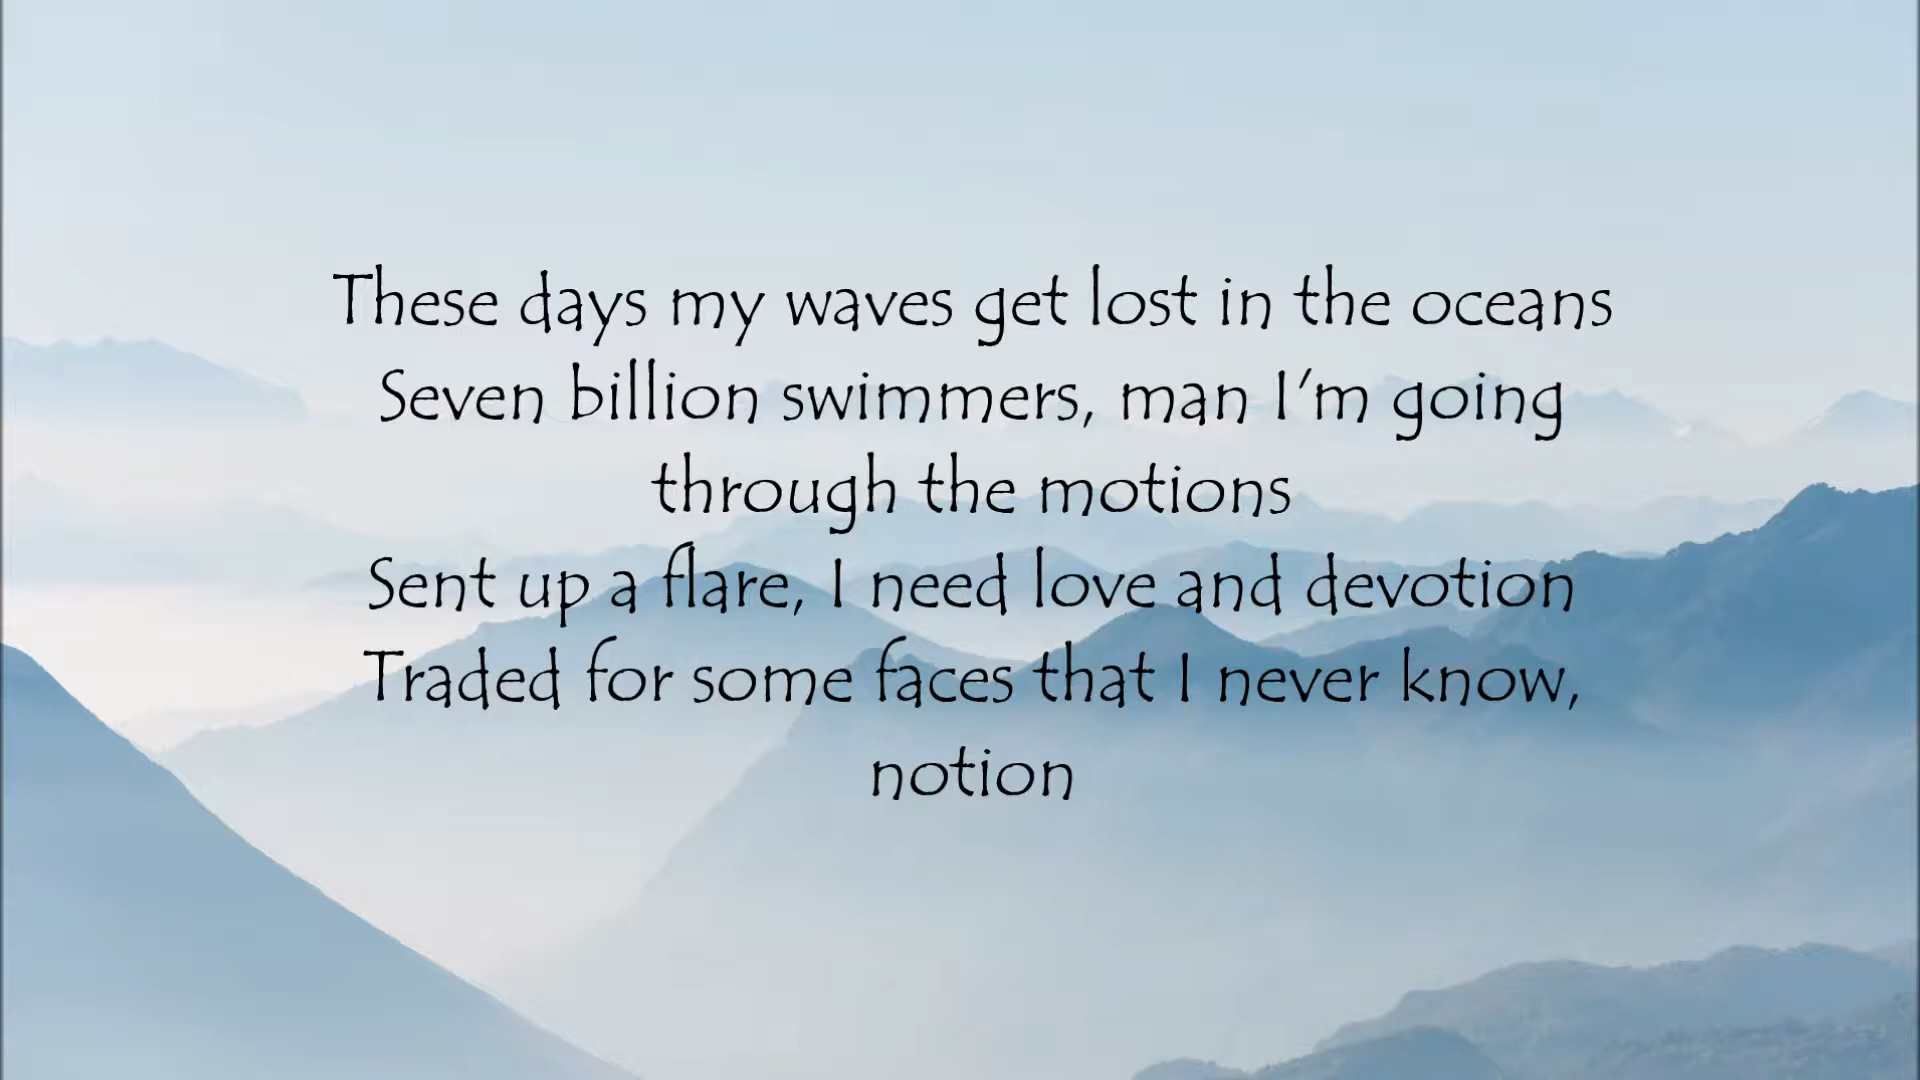 These days my waves get lost in the oceans
Seven billion swimmers, man I'm going
through the motions
Sent up a flare, I need love and devotion
Traded for some faces that I never know,
notion